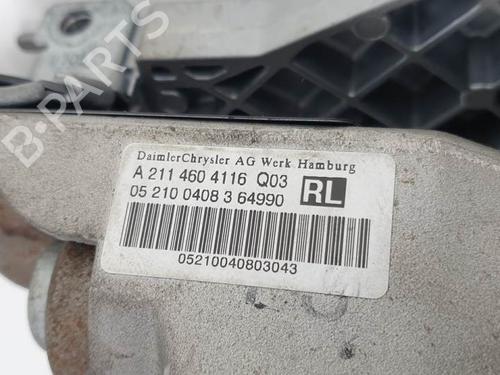 B-PARTS
DaimlerChrysler AG Werk Hamburg
A 211 460 4116 Q03
RL
05 210 0408 3 64990
05210040803043